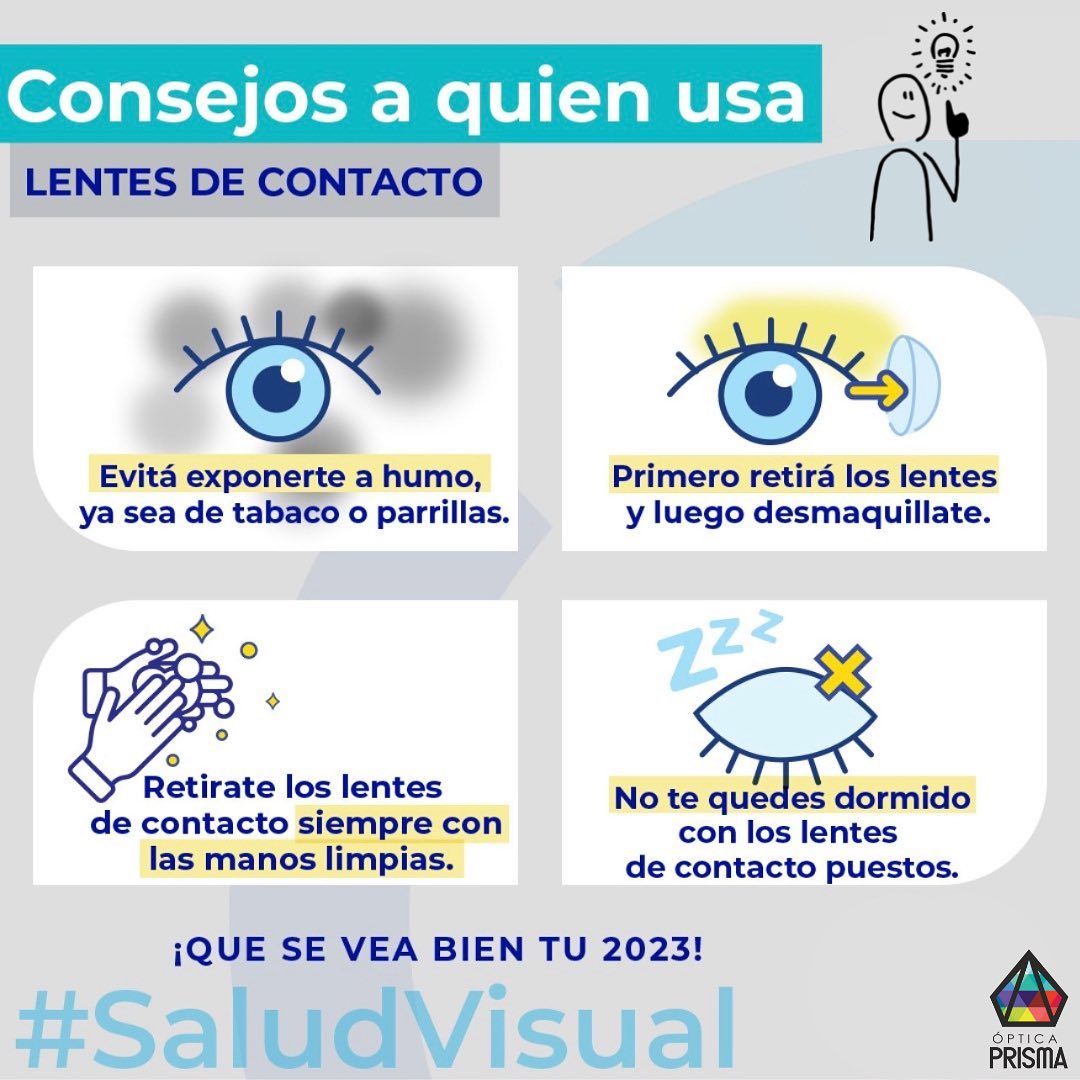 Consejos a quien usa
LENTES DE CONTACTO
Evitá exponerte a humo,
ya sea de tabaco o parrillas.
Primero retirá los lentes
y luego desmaquillate.
Retirate los lentes
de contacto siempre con
las manos limpias.
ZZZ
No te quedes dormido
con los lentes
de contacto puestos.
¡QUE SE VEA BIEN TU 2023!
#SaludVisual
ÓPTICA
PRISMA